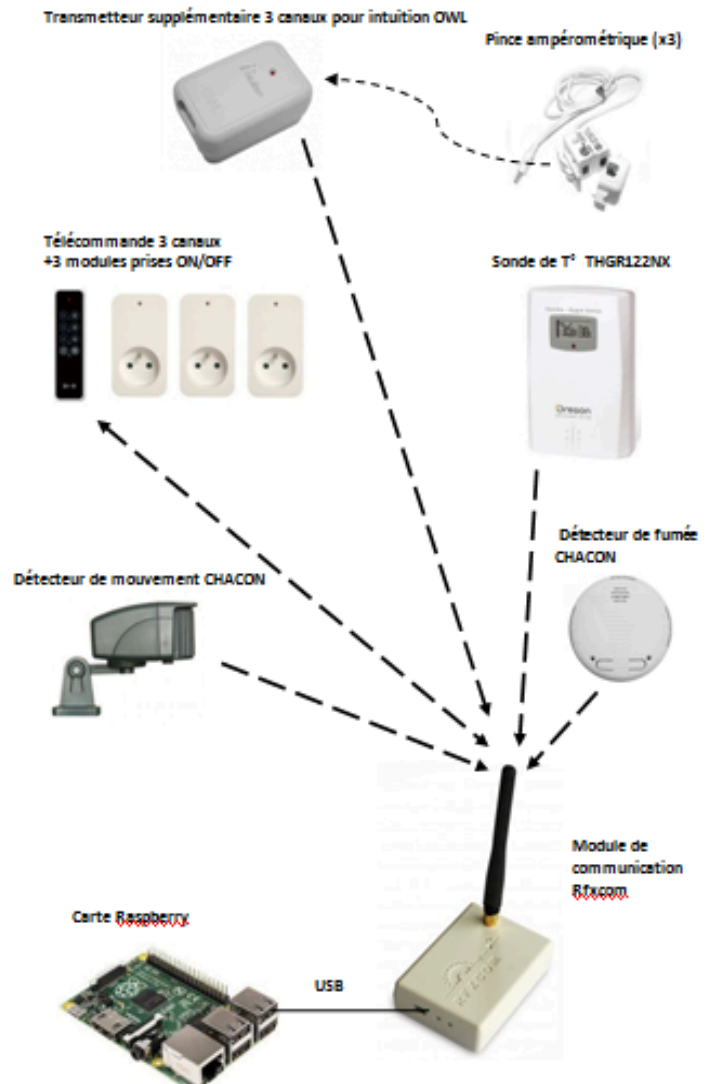 Transmetteur supplémentaire 3 canaux pour intuition OWL
Pince ampérométrique (x3)
Télécommande 3 canaux
+3 modules prises ON/OFF
Sonde de T° THGR122NX
Oregon
Détecteur de fumée
CHACON
Détecteur de mouvement CHACON
Module de
communication
Rfxcom
Carte Raspberry
USB
RFXCOM